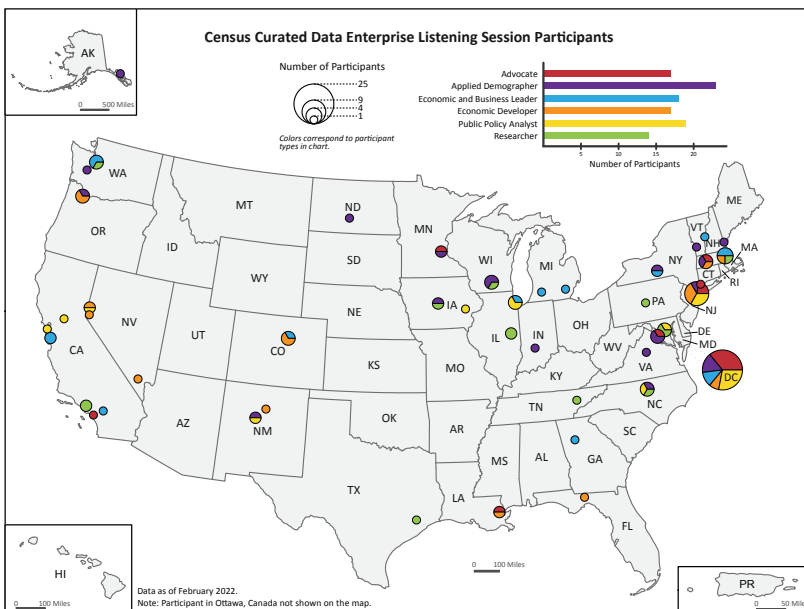 Census Curated Data Enterprise Listening Session Participants
AK
0 500 Miles
Number of Participants
25
9
4
1
Colors correspond to participant
types in chart.
Advocate
Applied Demographer
Economic and Business Leader
Economic Developer
Public Policy Analyst
Researcher
5 10 15 20
Number of Participants
WA
MT
ND
MN
ME
VT
NH
OR
ID
SD
WI
MI
NY
MA
WY
CT
RI
IA
PA
NJ
NE
NV
OH
DE
UT
IL
IN
MD
CA
CO
WV
KS
MO
VA
DC
KY
NC
TN
OK
AZ
NM
AR
SC
MS
AL
GA
TX
LA
FL
HI
0 100 Miles
Data as of February 2022.
Note: Participant in Ottawa, Canada not shown on the map.
0 100 Miles
PR
0 50 Miles